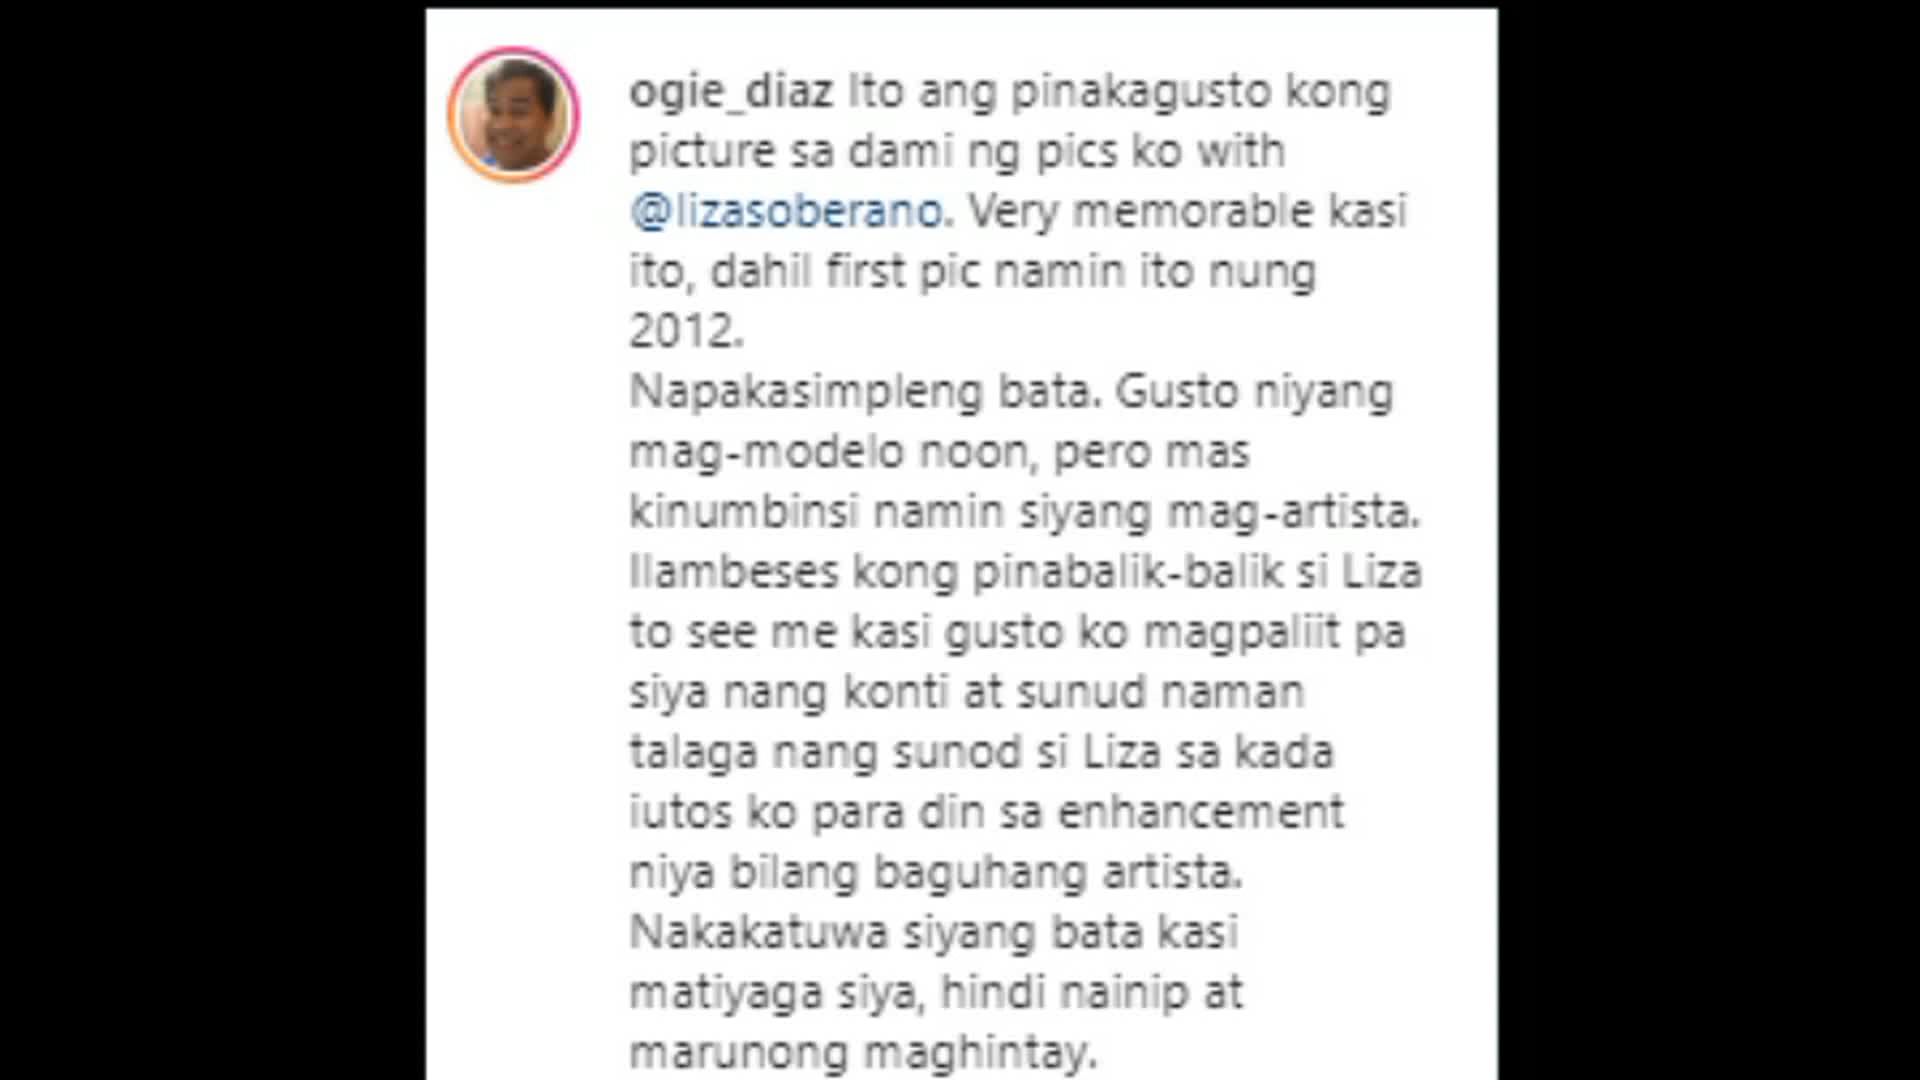 ogie_diaz Ito ang pinakagusto kong
picture sa dami ng pics ko with
@lizasoberano. Very memorable kasi
ito, dahil first pic namin ito nung
2012.
Napakasimpleng bata. Gusto niyang
mag-modelo noon, pero mas
kinumbinsi namin siyang mag-artista.
Ilambeses kong pinabalik-balik si Liza
to see me kasi gusto ko magpaliit pa
siya nang konti at sunud naman
talaga nang sunod si Liza sa kada
iutos ko para din sa enhancement
niya bilang baguhang artista.
Nakakatuwa siyang bata kasi
matiyaga siya, hindi nainip at
marunong maghintay.